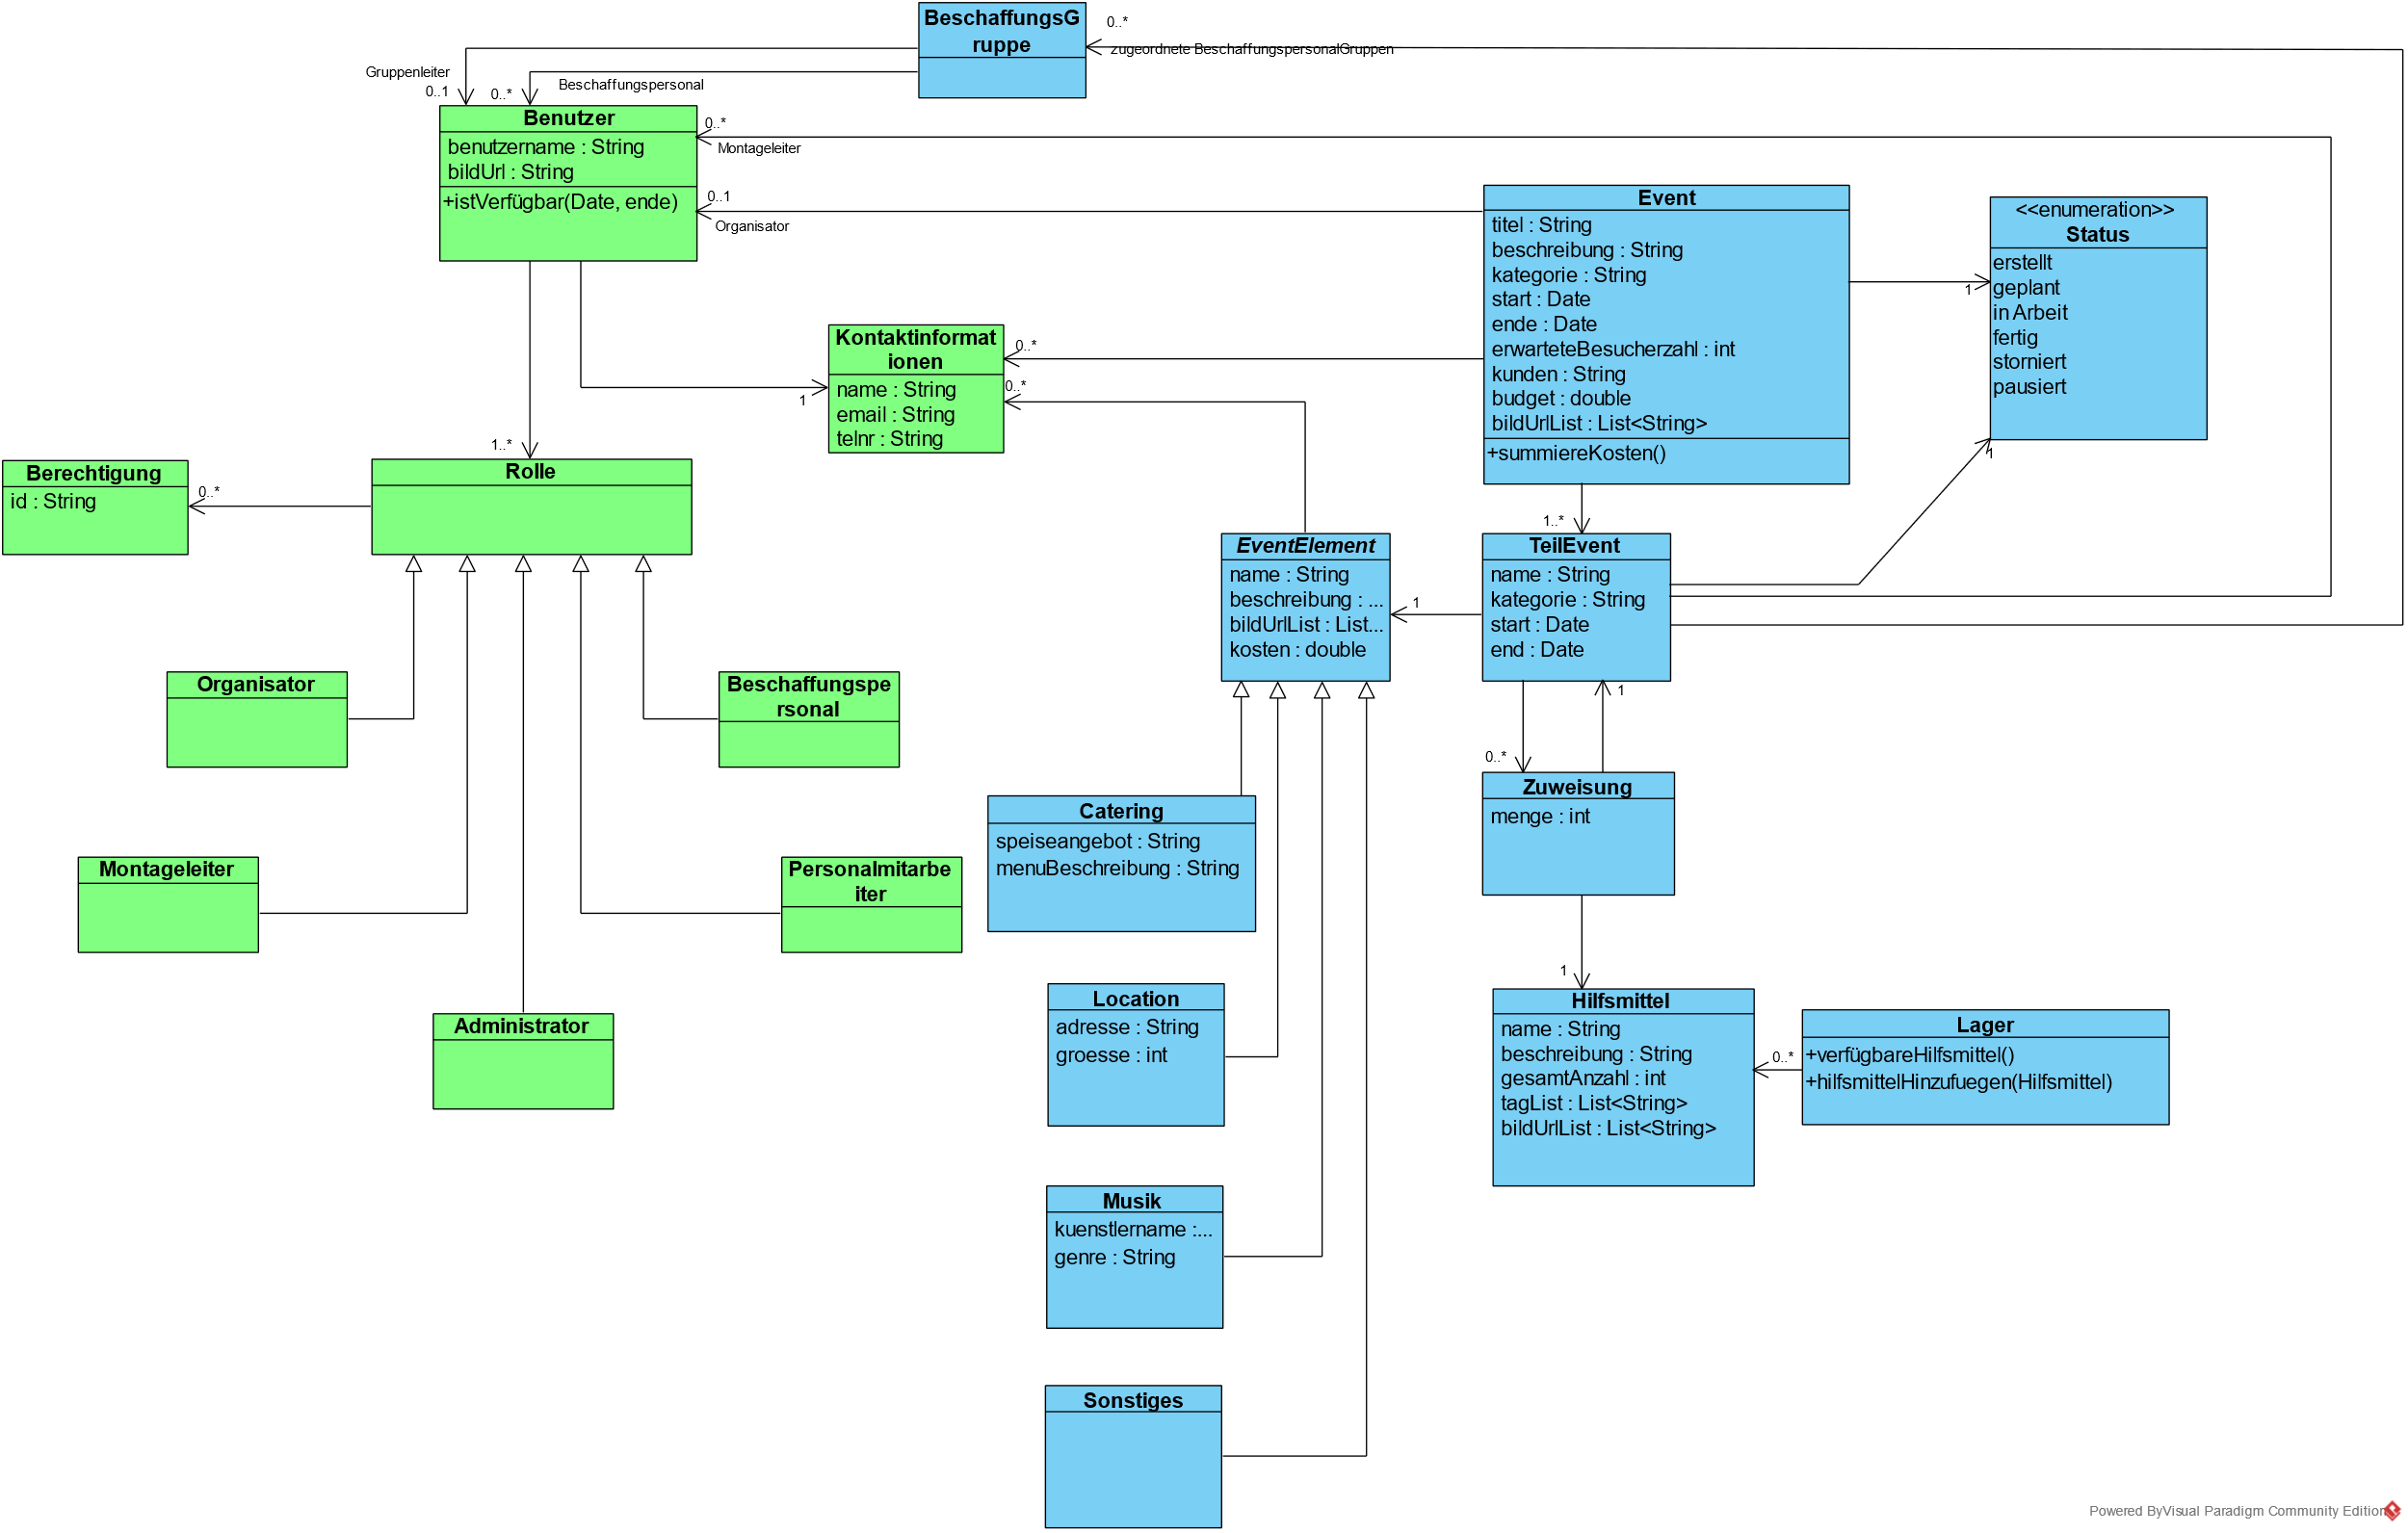 BeschaffungsG
ruppe
0..*
zugeordnete BeschaffungspersonalGruppen
Gruppenleiter
0..1
Beschaffungspersonal
0..*
Benutzer
benutzername : String
bildUrl : String
+istVerfügbar(Date, ende)
0..*
Montageleiter
0..1
Organisator
Event
titel : String
beschreibung : String
kategorie : String
start : Date
ende : Date
erwarteteBesucherzahl : int
kunden : String
budget : double
bildUrlList : List<String>
+summiereKosten()
<<enumeration>>
Status
erstellt
geplant
in Arbeit
fertig
storniert
pausiert
1
1
Kontaktinformat
ionen
name : String
email : String
telnr : String
0..*
0..*
1
1..*
Berechtigung
id : String
0..*
Rolle
1..*
EventElement
name : String
beschreibung : ...
bildUrlList : List...
kosten : double
1
TeilEvent
name : String
kategorie : String
start : Date
end : Date
Organisator
Beschaffungspe
rsonal
1
0..*
Zuweisung
menge : int
Catering
speiseangebot : String
menuBeschreibung : String
Montageleiter
Personalmitarbe
iter
1
Location
adresse : String
groesse : int
Hilfsmittel
name : String
beschreibung : String
gesamtAnzahl : int
tagList : List<String>
bildUrlList : List<String>
0..*
Lager
+verfügbareHilfsmittel()
+hilfsmittelHinzufuegen(Hilfsmittel)
Administrator
Musik
kuenstlername :...
genre : String
Sonstiges
Powered ByVisual Paradigm Community Edition